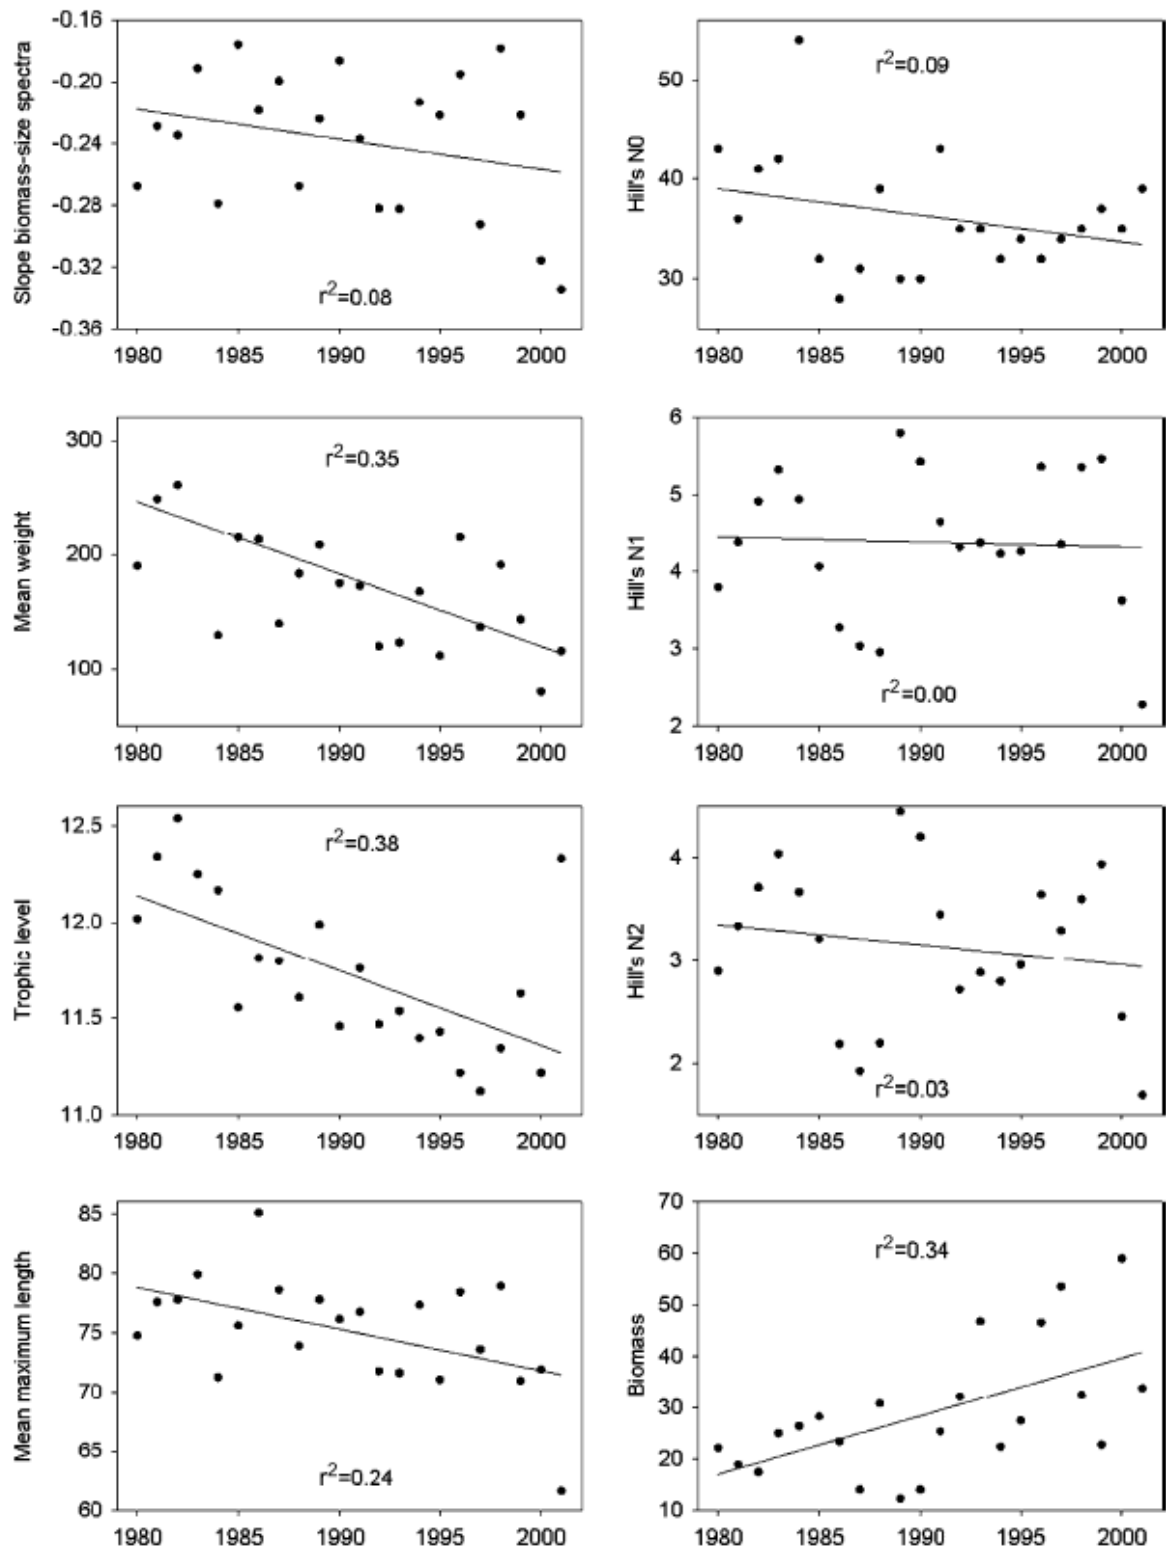 Slope biomass-size spectra
-0.16
-0.20
-0.24
-0.28
-0.32
-0.36
r²=0.08
1980 1985 1990 1995 2000
Hill's N0
50
40
30
r²=0.09
1980 1985 1990 1995 2000
Mean weight
300
200
100
r²=0.35
1980 1985 1990 1995 2000
Hill's N1
6
5
4
3
2
r²=0.00
1980 1985 1990 1995 2000
Trophic level
12.5
12.0
11.5
11.0
r²=0.38
1980 1985 1990 1995 2000
Hill's N2
4
3
2
r²=0.03
1980 1985 1990 1995 2000
Mean maximum length
85
80
75
70
65
60
r²=0.24
1980 1985 1990 1995 2000
Biomass
70
60
50
40
30
20
10
r²=0.34
1980 1985 1990 1995 2000